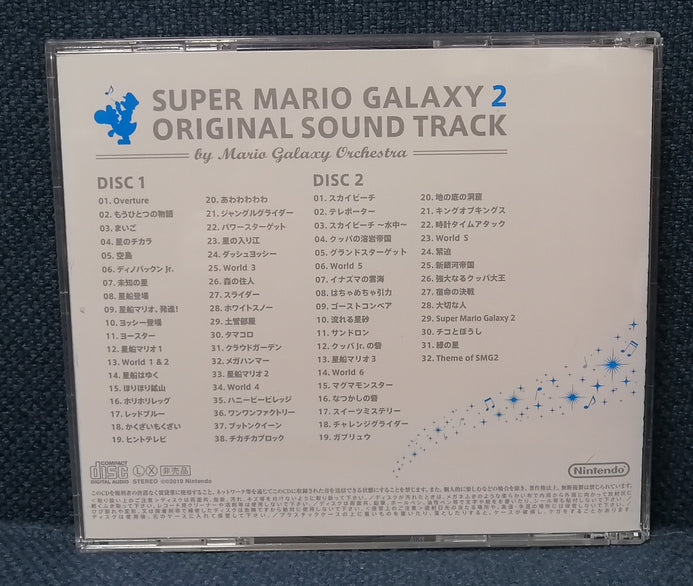 SUPER MARIO GALAXY 2
ORIGINAL SOUND TRACK
by Mario Galaxy Orchestra
DISC 1
01. Overture
02. もうひとつの物語
03. まいご
04. 星のチカラ
05. 空島
06. ディノパックン Jr.
07. 未知の星
08. 星船登場
09. 星船マリオ、発進!
10. ヨッシー登場
11. ヨースター
12. 星船マリオ 1
13. World 1 & 2
14. 星船はゆく
15. ほりほり鉱山
16. ホリホリレッグ
17. レッドブルー
18. かくざいもくざい
19. ヒントテレビ
20. あわわわわわ
21. ジャングルグライダー
22. パワースターゲット
23. 星の入り江
24. ダッシュヨッシー
25. World 3
26. 森の住人
27. スライダー
28. ホワイトスノー
29. 土管部屋
30. タマコロ
31. クラウドガーデン
32. メガハンマー
33. 星船マリオ 2
34. World 4
35. ハニービービレッジ
36. ワンワンファクトリー
37. ブットンクイーン
38. チカチカブロック
DISC 2
01. スカイビーチ
02. テレポーター
03. スカイビーチ 〜水中〜
04. クッパの溶岩帝国
05. グランドスターゲット
06. World 5
07. イナズマの雲海
08. はちゃめちゃ引力
09. ゴーストコンベア
10. 流れる星砂
11. サンドロン
12. クッパ Jr. の砦
13. 星船マリオ 3
14. World 6
15. マグマモンスター
16. なつかしの砦
17. スイーツミステリー
18. チャレンジグライダー
19. ガプリュウ
20. 地の底の洞窟
21. キングオブキングス
22. 時計タイムアタック
23. World S
24. 緊迫
25. 新銀河帝国
26. 強大なるクッパ大王
27. 宿命の決戦
28. 大切な人
29. Super Mario Galaxy 2
30. チコとぼうし
31. 緑の星
32. Theme of SMG2
COMPACT
disc
DIGITAL AUDIO
L X 非売品
STEREO ©℗2010 Nintendo
Nintendo